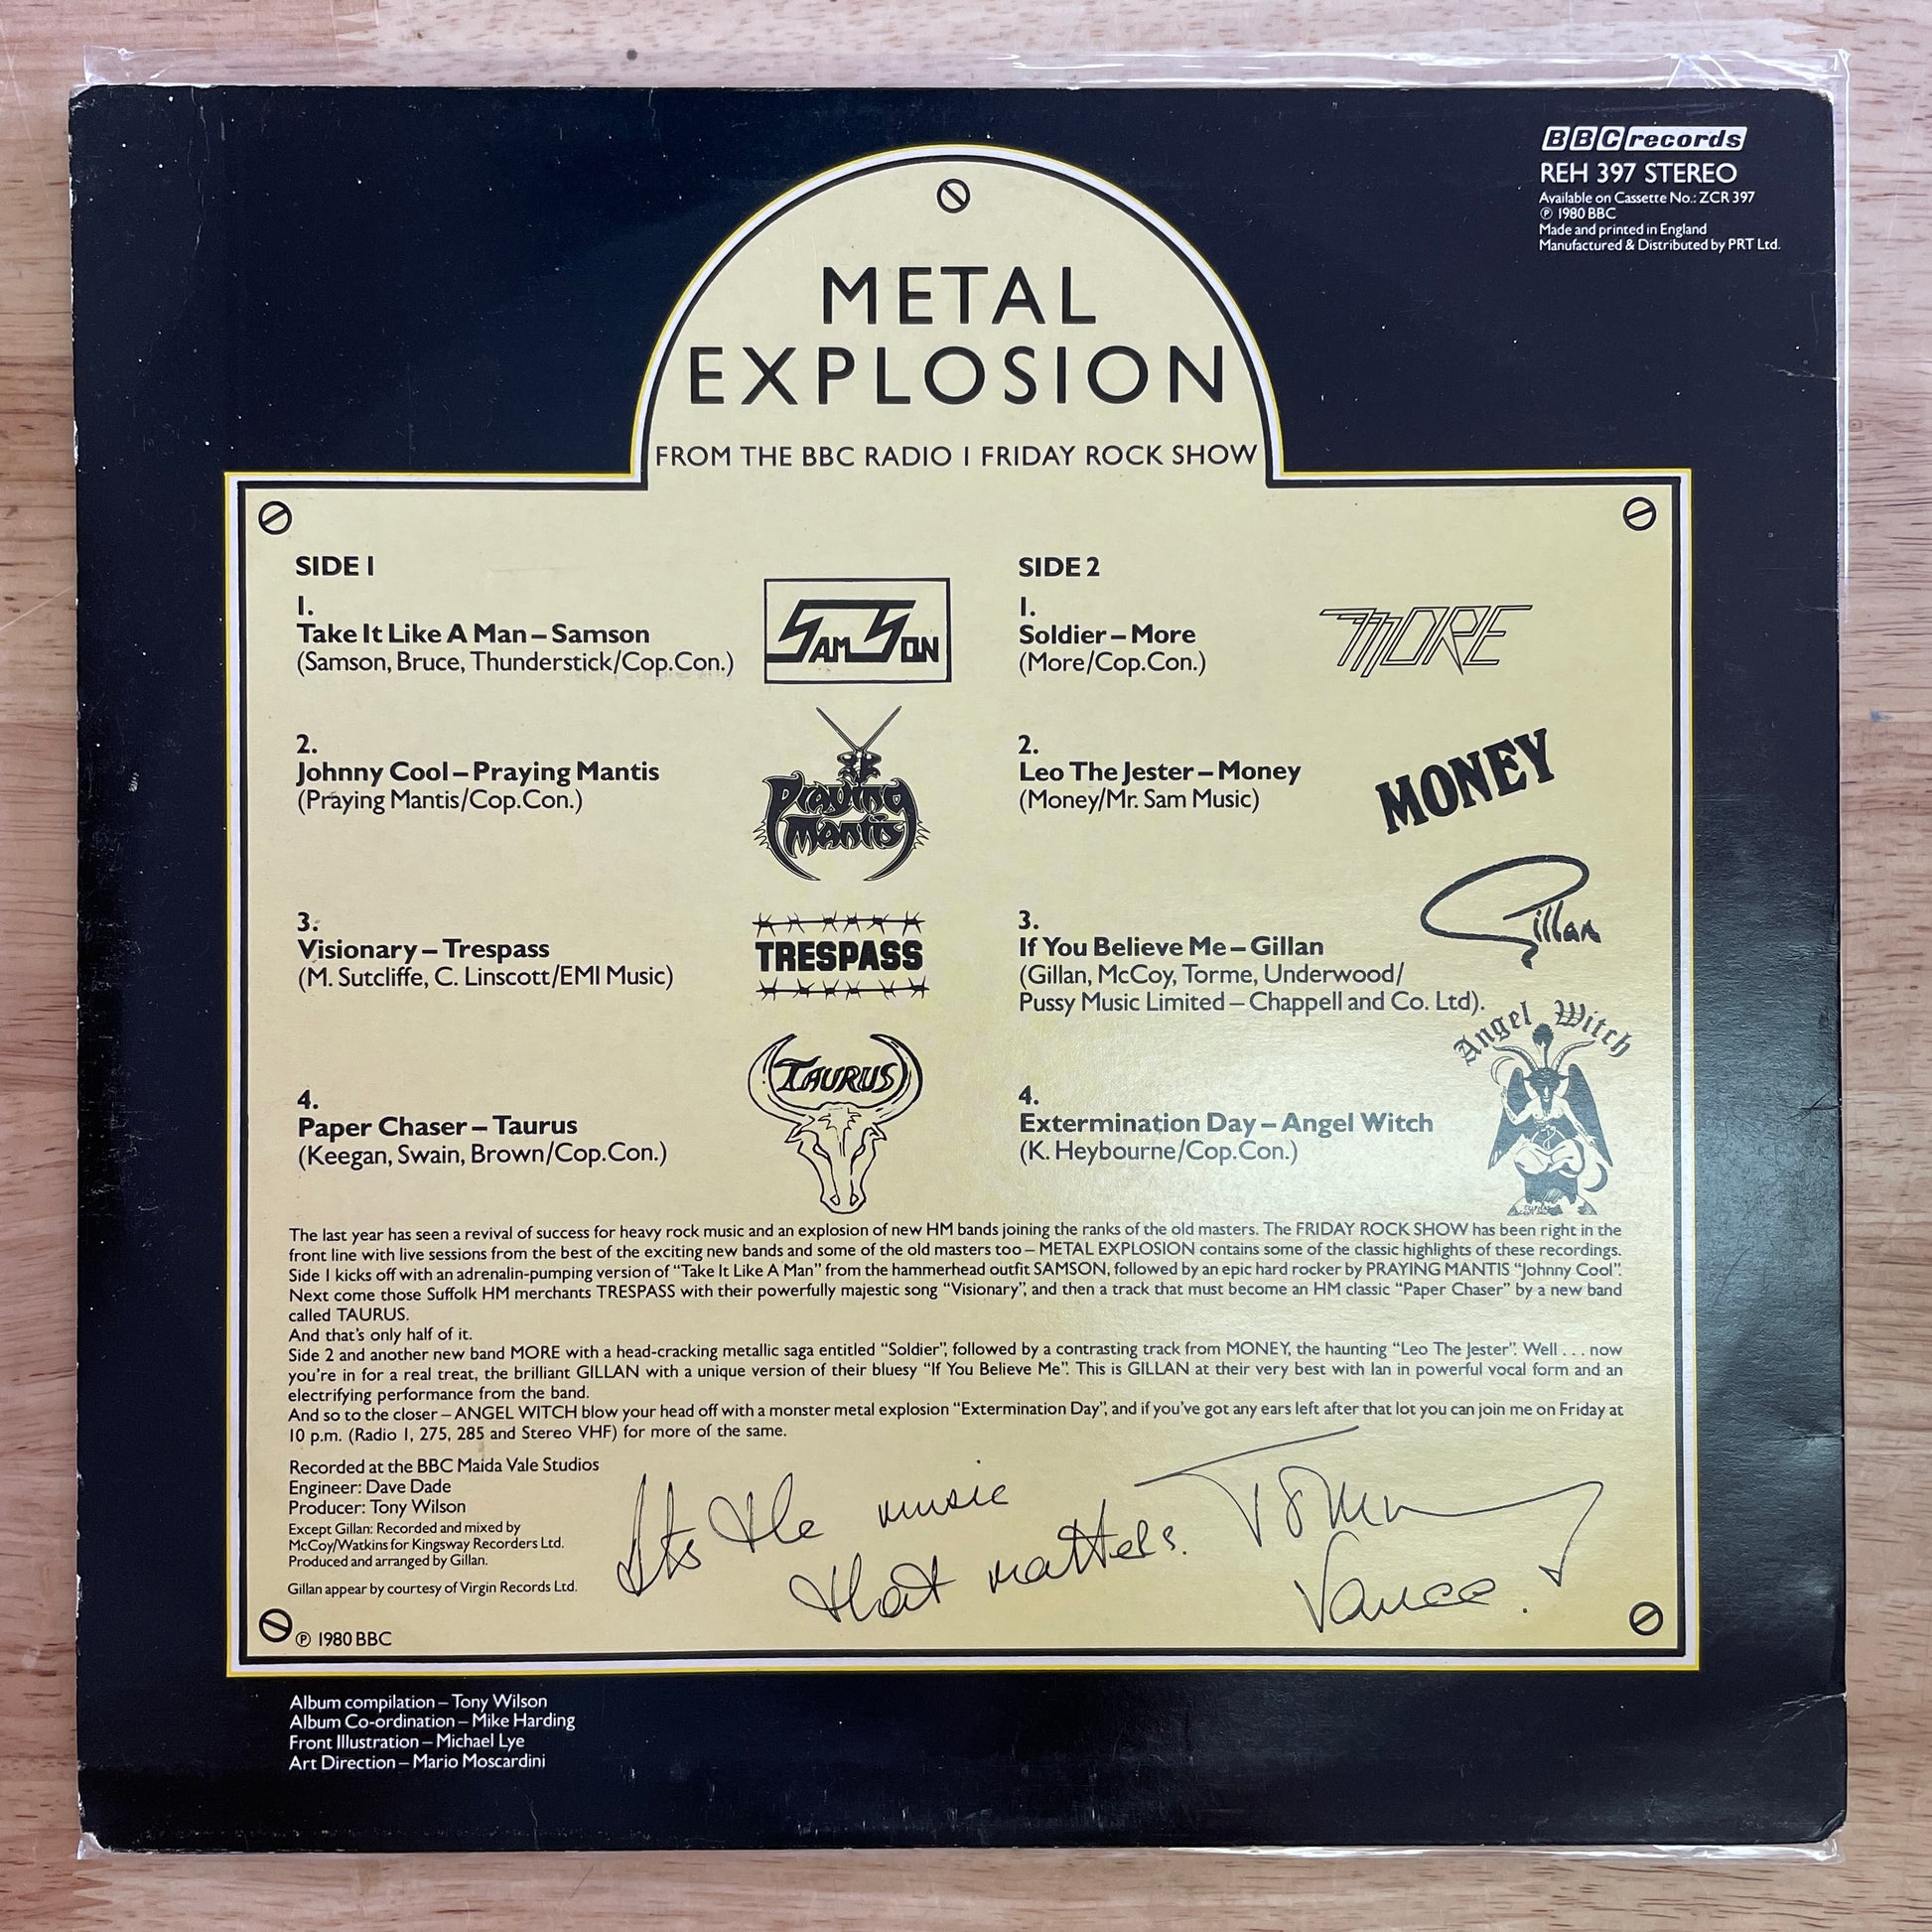 BBC records
REH 397 STEREO
Available on Cassette No.: ZCR 397
℗ 1980 BBC
Made and printed in England
Manufactured & Distributed by PRT Ltd.
METAL
EXPLOSION
FROM THE BBC RADIO 1 FRIDAY ROCK SHOW
SIDE 1
1.
Take It Like A Man – Samson
(Samson, Bruce, Thunderstick/Cop.Con.)
SAMSON
2.
Johnny Cool – Praying Mantis
(Praying Mantis/Cop.Con.)
Praying
Mantis
3.
Visionary – Trespass
(M. Sutcliffe, C. Linscott/EMI Music)
TRESPASS
4.
Paper Chaser – Taurus
(Keegan, Swain, Brown/Cop.Con.)
TAURUS
SIDE 2
1.
Soldier – More
(More/Cop.Con.)
MORE
2.
Leo The Jester – Money
(Money/Mr. Sam Music)
MONEY
3.
If You Believe Me – Gillan
(Gillan, McCoy, Torme, Underwood/
Pussy Music Limited – Chappell and Co. Ltd).
Gillan
4.
Extermination Day – Angel Witch
(K. Heybourne/Cop.Con.)
Angel Witch
The last year has seen a revival of success for heavy rock music and an explosion of new HM bands joining the ranks of the old masters. The FRIDAY ROCK SHOW has been right in the
front line with live sessions from the best of the exciting new bands and some of the old masters too – METAL EXPLOSION contains some of the classic highlights of these recordings.
Side 1 kicks off with an adrenalin-pumping version of “Take It Like A Man” from the hammerhead outfit SAMSON, followed by an epic hard rocker by PRAYING MANTIS “Johnny Cool”.
Next come those Suffolk HM merchants TRESPASS with their powerfully majestic song “Visionary”, and then a track that must become an HM classic “Paper Chaser” by a new band
called TAURUS.
And that’s only half of it.
Side 2 and another new band MORE with a head-cracking metallic saga entitled “Soldier”, followed by a contrasting track from MONEY, the haunting “Leo The Jester”. Well . . . now
you’re in for a real treat, the brilliant GILLAN with a unique version of their bluesy “If You Believe Me”. This is GILLAN at their very best with Ian in powerful vocal form and an
electrifying performance from the band.
And so to the closer – ANGEL WITCH blow your head off with a monster metal explosion “Extermination Day”, and if you’ve got any ears left after that lot you can join me on Friday at
10 p.m. (Radio 1, 275, 285 and Stereo VHF) for more of the same.
Recorded at the BBC Maida Vale Studios
Engineer: Dave Dade
Producer: Tony Wilson
Except Gillan: Recorded and mixed by
McCoy/Watkins for Kingsway Recorders Ltd.
Produced and arranged by Gillan.
Gillan appear by courtesy of Virgin Records Ltd.
Its the music
that matters.
Tommy
Vance.
℗ 1980 BBC
Album compilation – Tony Wilson
Album Co-ordination – Mike Harding
Front Illustration – Michael Lye
Art Direction – Mario Moscardini